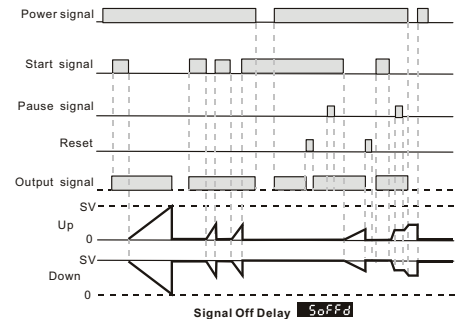 Power signal
Start signal
Pause signal
Reset
Output signal
SV
Up
0
SV
Down
0
Signal Off Delay SoFFd